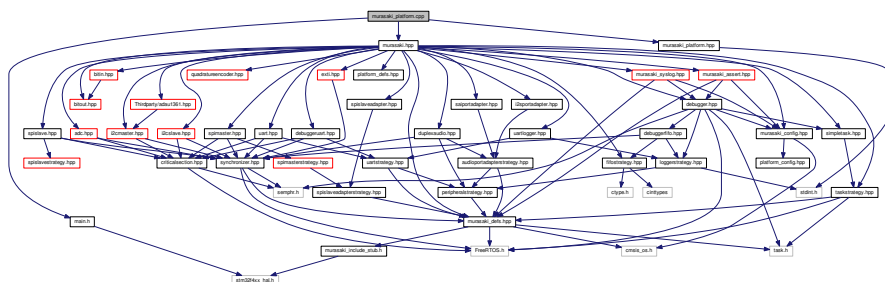 murasaki_platform.cpp
murasaki.hpp
murasaki_platform.hpp
bitin.hpp
quadratureencoder.hpp
exti.hpp
platform_defs.hpp
murasaki_syslog.hpp
murasaki_assert.hpp
spislaveadapter.hpp
saiportadapter.hpp
i2sportadapter.hpp
bitout.hpp
Thirdparty/adau1361.hpp
debugger.hpp
spislave.hpp
adc.hpp
i2cmaster.hpp
i2cslave.hpp
spimaster.hpp
uart.hpp
debuggeruart.hpp
duplexaudio.hpp
uartlogger.hpp
debuggerfifo.hpp
murasaki_config.hpp
simpletask.hpp
spislavestrategy.hpp
criticalsection.hpp
synchronizer.hpp
spimasterstrategy.hpp
uartstrategy.hpp
audioportadapterstrategy.hpp
fifostrategy.hpp
loggerstrategy.hpp
platform_config.hpp
semphr.h
spislaveadapterstrategy.hpp
peripheralstrategy.hpp
ctype.h
cinttypes
stdint.h
taskstrategy.hpp
main.h
murasaki_defs.hpp
murasaki_include_stub.h
FreeRTOS.h
cmsis_os.h
task.h
stm32f4xx_hal.h